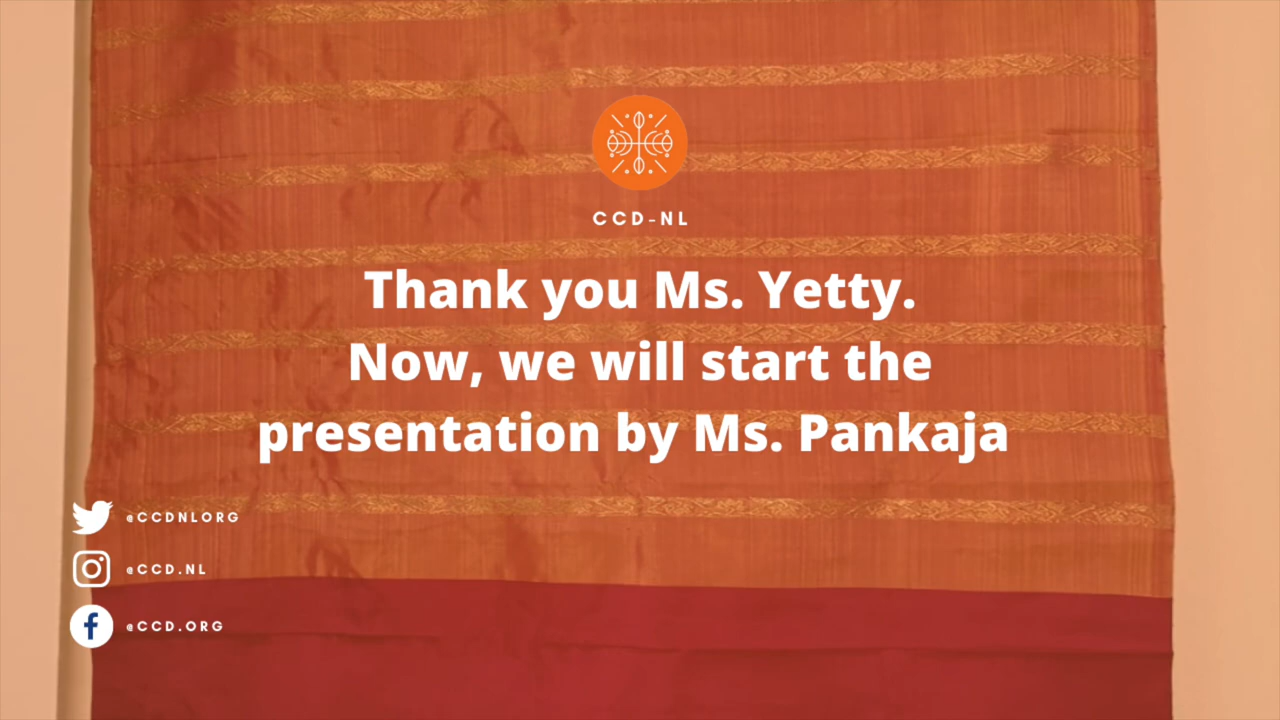 CCD-NL
Thank you Ms. Yetty.
Now, we will start the
presentation by Ms. Pankaja
@CCDNLORG
@CCD.NL
@CCD.ORG